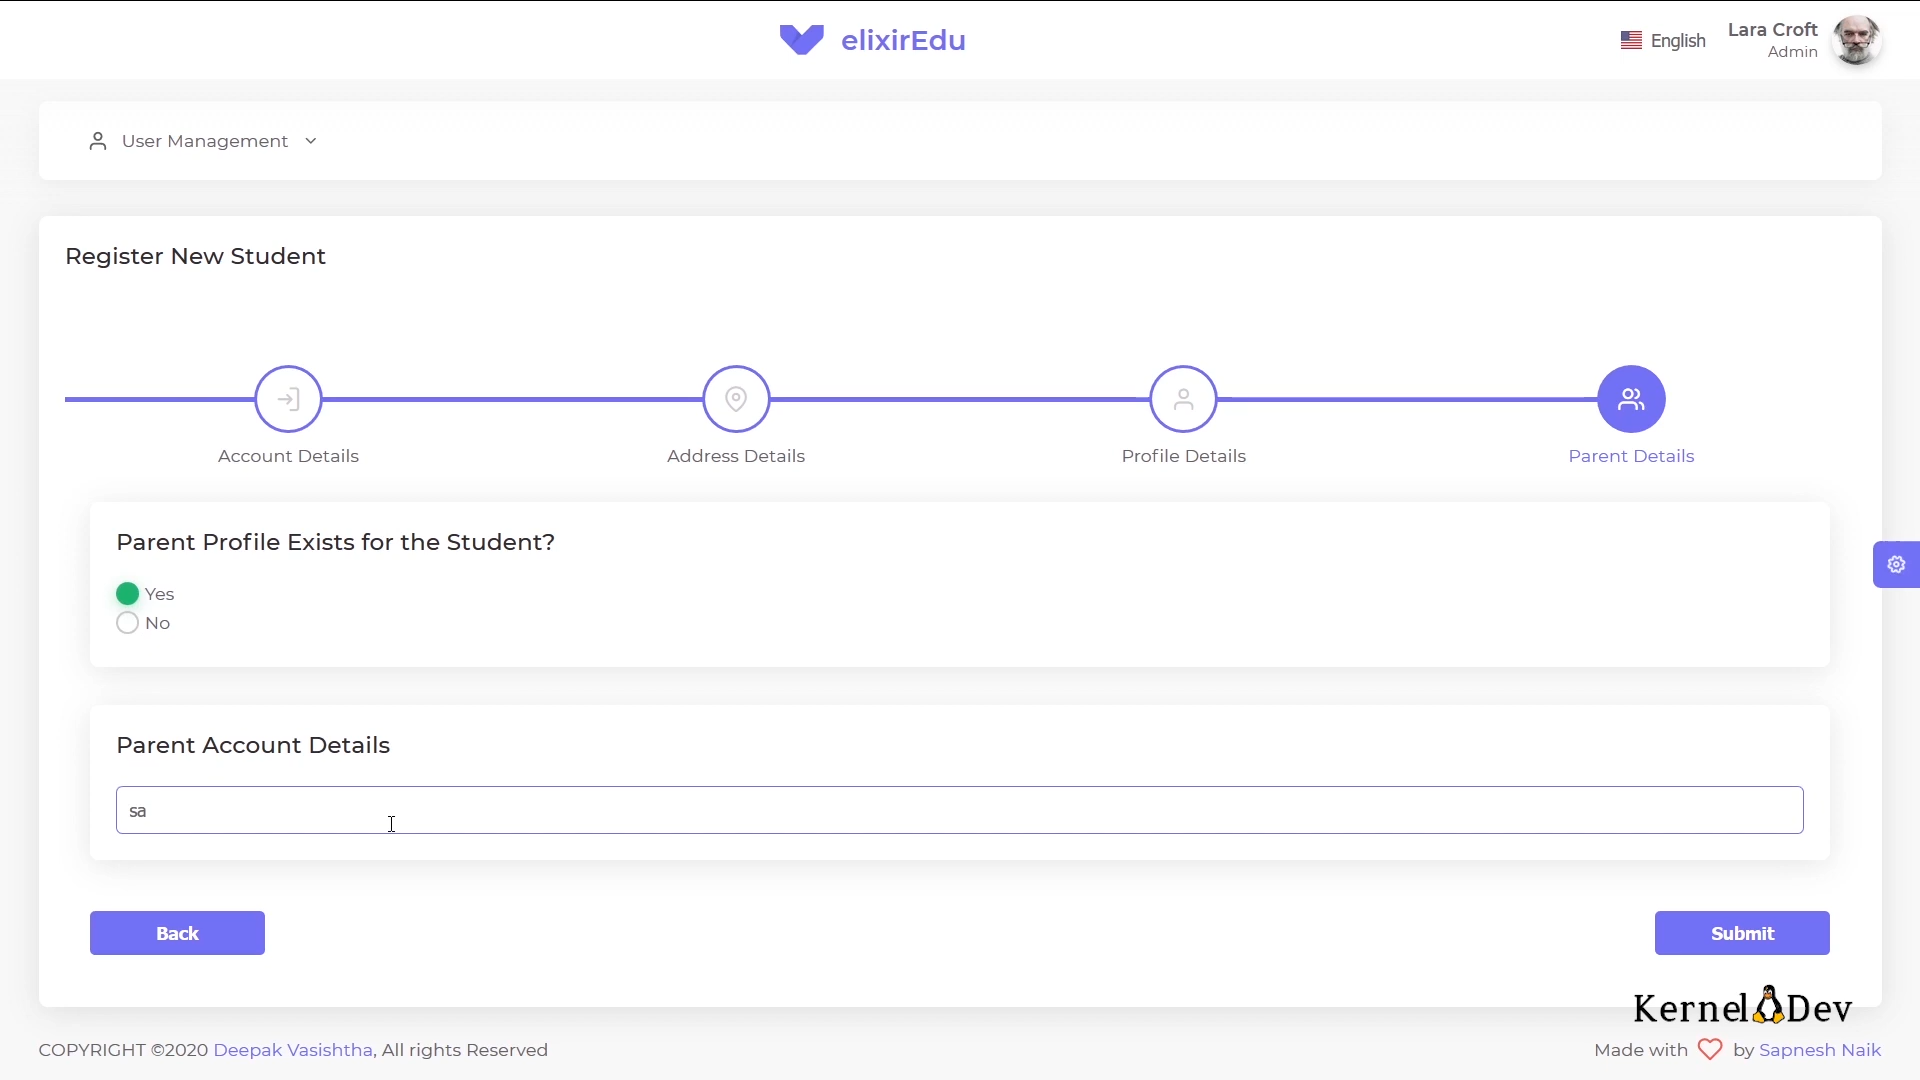 elixirEdu
English
Lara Croft
Admin
User Management
Register New Student
Account Details
Address Details
Profile Details
Parent Details
Parent Profile Exists for the Student?
Yes
No
Parent Account Details
sa
Back
Submit
Kernel Dev
COPYRIGHT ©2020 Deepak Vasishtha, All rights Reserved
Made with by Sapnesh Naik